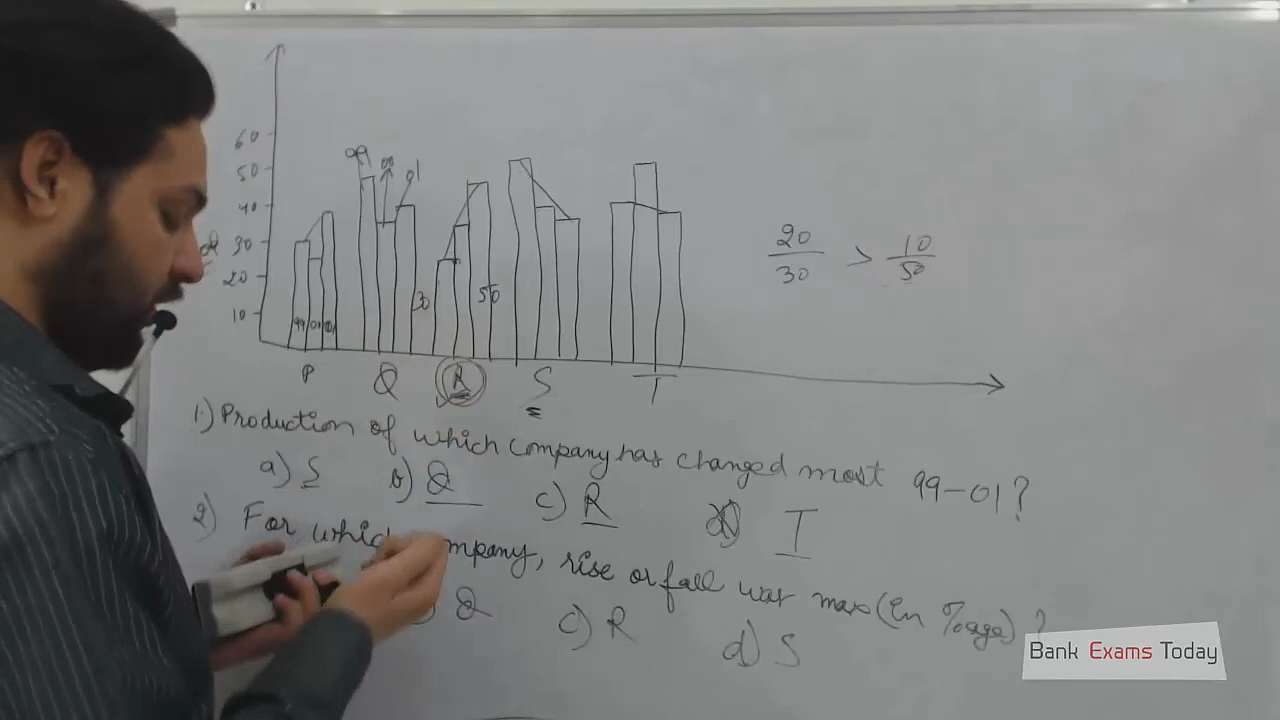 60
50
40
30
20
10
99 00 01
99 00 01
30
50
P Q R S T
20/30 > 10/50
1) Production of which company has changed most 99-01?
a) S b) Q c) R d) T
2) For which company, rise or fall was max (in %age) ?
Q c) R d) S
Bank Exams Today